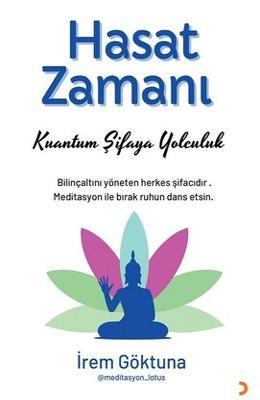 Hasat
Zamanı
Kuantum Şifaya Yolculuk
Bilinçaltını yöneten herkes şifacıdır .
Meditasyon ile bırak ruhun dans etsin.
İrem Göktuna
@meditasyon_lotus